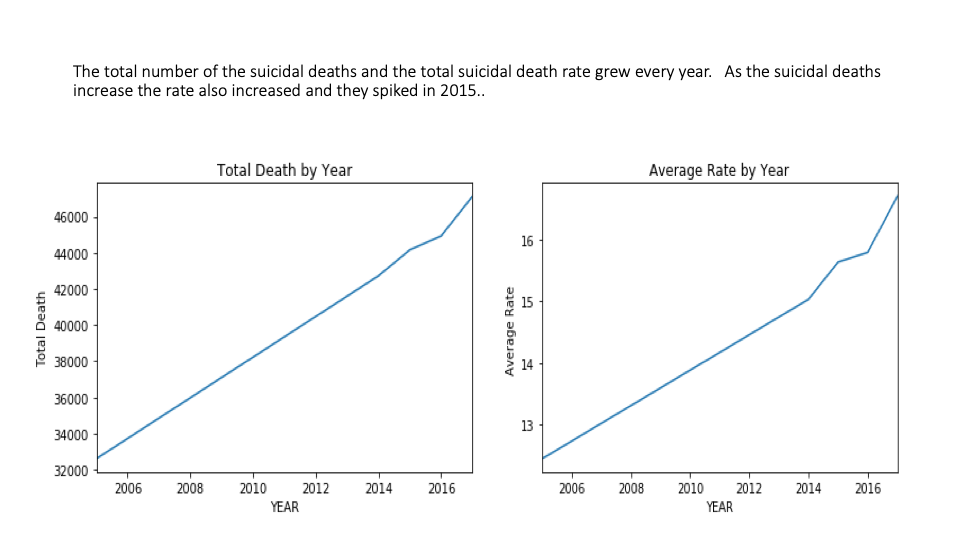 The total number of the suicidal deaths and the total suicidal death rate grew every year.   As the suicidal deaths
increase the rate also increased and they spiked in 2015..
Total Death by Year
46000
44000
42000
40000
38000
36000
34000
32000
Total Death
2006 2008 2010 2012 2014 2016
YEAR
Average Rate by Year
16
15
14
13
Average Rate
2006 2008 2010 2012 2014 2016
YEAR